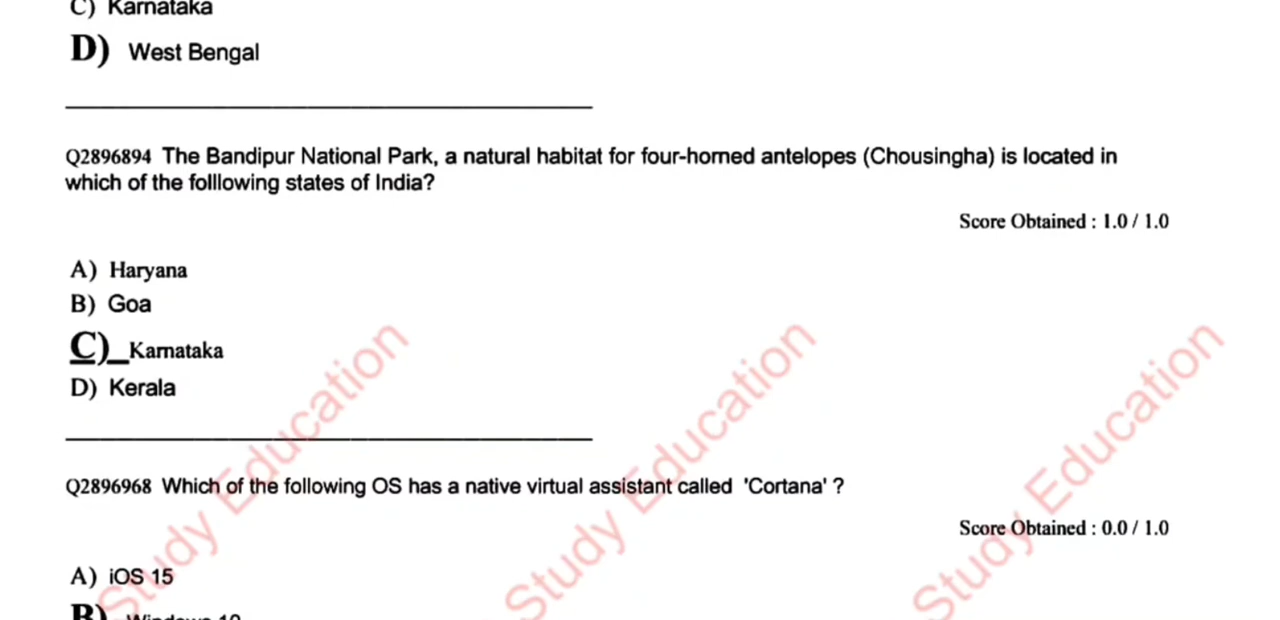 C) Karnataka
D) West Bengal
Q2896894 The Bandipur National Park, a natural habitat for four-horned antelopes (Chousingha) is located in
which of the folllowing states of India?
Score Obtained : 1.0 / 1.0
A) Haryana
B) Goa
C) Karnataka
D) Kerala
Q2896968 Which of the following OS has a native virtual assistant called 'Cortana' ?
Score Obtained : 0.0 / 1.0
A) iOS 15
B) Windows 10
Study Education
Study Education
Study Education